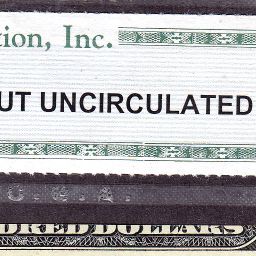 tion, Inc.
UT UNCIRCULATED
DRED DOLLARS